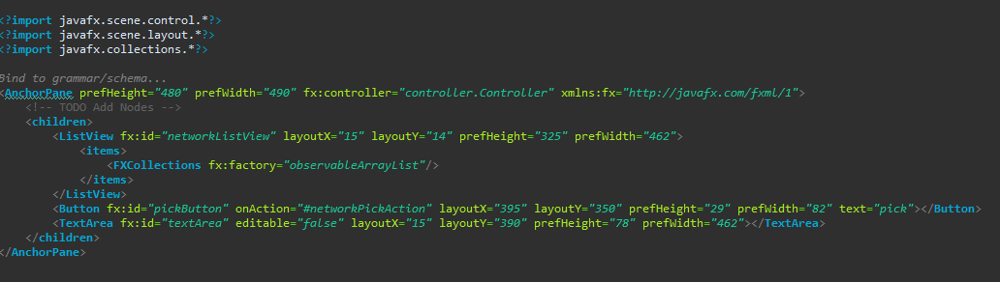 <?import javafx.scene.control.*?>
<?import javafx.scene.layout.*?>
<?import javafx.collections.*?>
Bind to grammar/schema...
<AnchorPane prefHeight="480" prefWidth="490" fx:controller="controller.Controller" xmlns:fx="http://javafx.com/fxml/1">
    <!-- TODO Add Nodes -->
    <children>
        <ListView fx:id="networkListView" layoutX="15" layoutY="14" prefHeight="325" prefWidth="462">
            <items>
                <FXCollections fx:factory="observableArrayList"/>
            </items>
        </ListView>
        <Button fx:id="pickButton" onAction="#networkPickAction" layoutX="395" layoutY="350" prefHeight="29" prefWidth="82" text="pick"></Button>
        <TextArea fx:id="textArea" editable="false" layoutX="15" layoutY="390" prefHeight="78" prefWidth="462"></TextArea>
    </children>
</AnchorPane>